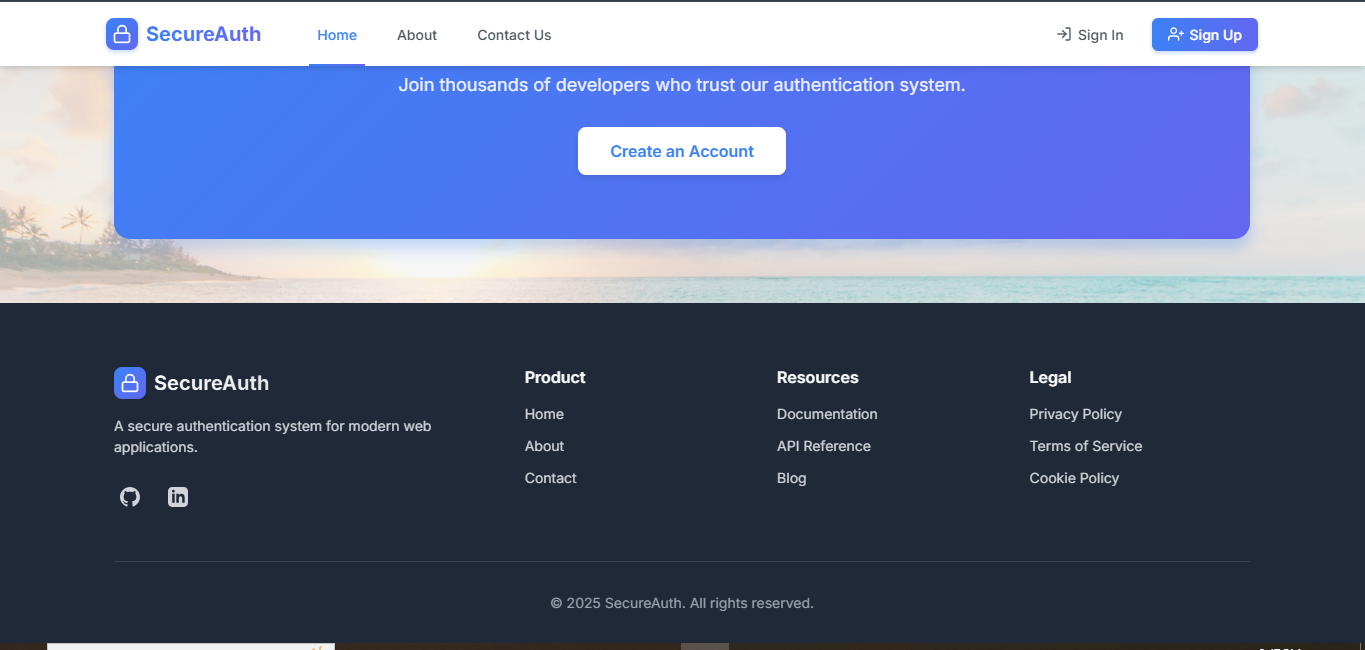 SecureAuth Home About Contact Us Sign In Sign Up
Join thousands of developers who trust our authentication system.
Create an Account
SecureAuth
A secure authentication system for modern web
applications.
Product
Home
About
Contact
Resources
Documentation
API Reference
Blog
Legal
Privacy Policy
Terms of Service
Cookie Policy
© 2025 SecureAuth. All rights reserved.